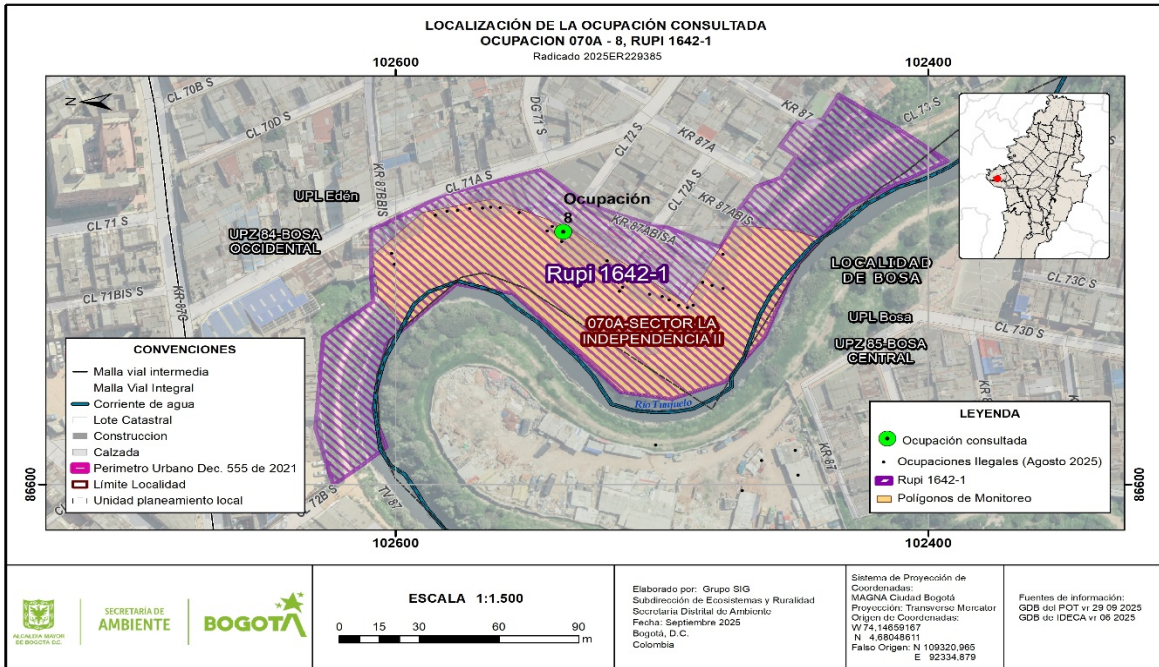 LOCALIZACIÓN DE LA OCUPACIÓN CONSULTADA
OCUPACION 070A - 8, RUPI 1642-1
Radicado 2025ER229385
102600
102400
N
CL 70B S
CL 70D S
DG 71 S
CL 72 S
KR 87
CL 73 S
KR 87A
KR 87BBIS
CL 71A S
UPL Edén
Ocupación
8
CL 72A S
KR 87ABIS
KR 87ABISA
CL 71 S
UPZ 84-BOSA
OCCIDENTAL
Rupi 1642-1
LOCALIDAD
DE BOSA
CL 73C S
CL 71BIS S
KR 87C
070A-SECTOR LA
INDEPENDENCIA II
UPL Bosa
CL 73D S
UPZ 85-BOSA
CENTRAL
Río Tunjuelo
KR 87
CL 72B S
TV 87
86600
86600
CONVENCIONES
Malla vial intermedia
Malla Vial Integral
Corriente de agua
Lote Catastral
Construccion
Calzada
Perimetro Urbano Dec. 555 de 2021
Límite Localidad
Unidad planeamiento local
LEYENDA
Ocupación consultada
Ocupaciones Ilegales (Agosto 2025)
Rupi 1642-1
Polígonos de Monitoreo
102600
102400
ALCALDÍA MAYOR
DE BOGOTÁ D.C.
SECRETARÍA DE
AMBIENTE
BOGOTÁ
ESCALA 1:1.500
0 15 30 60 90
m
Elaborado por: Grupo SIG
Subdirección de Ecosistemas y Ruralidad
Secretaria Distrital de Ambiente
Fecha: Septiembre 2025
Bogotá, D.C.
Colombia
Sistema de Proyección de
Coordenadas:
MAGNA Ciudad Bogotá
Proyección: Transverse Mercator
Origen de Coordenadas:
W 74,14659167
N 4,68048611
Falso Origen: N 109320,965
E 92334,879
Fuentes de información:
GDB del POT vr 29 09 2025
GDB de IDECA vr 06 2025